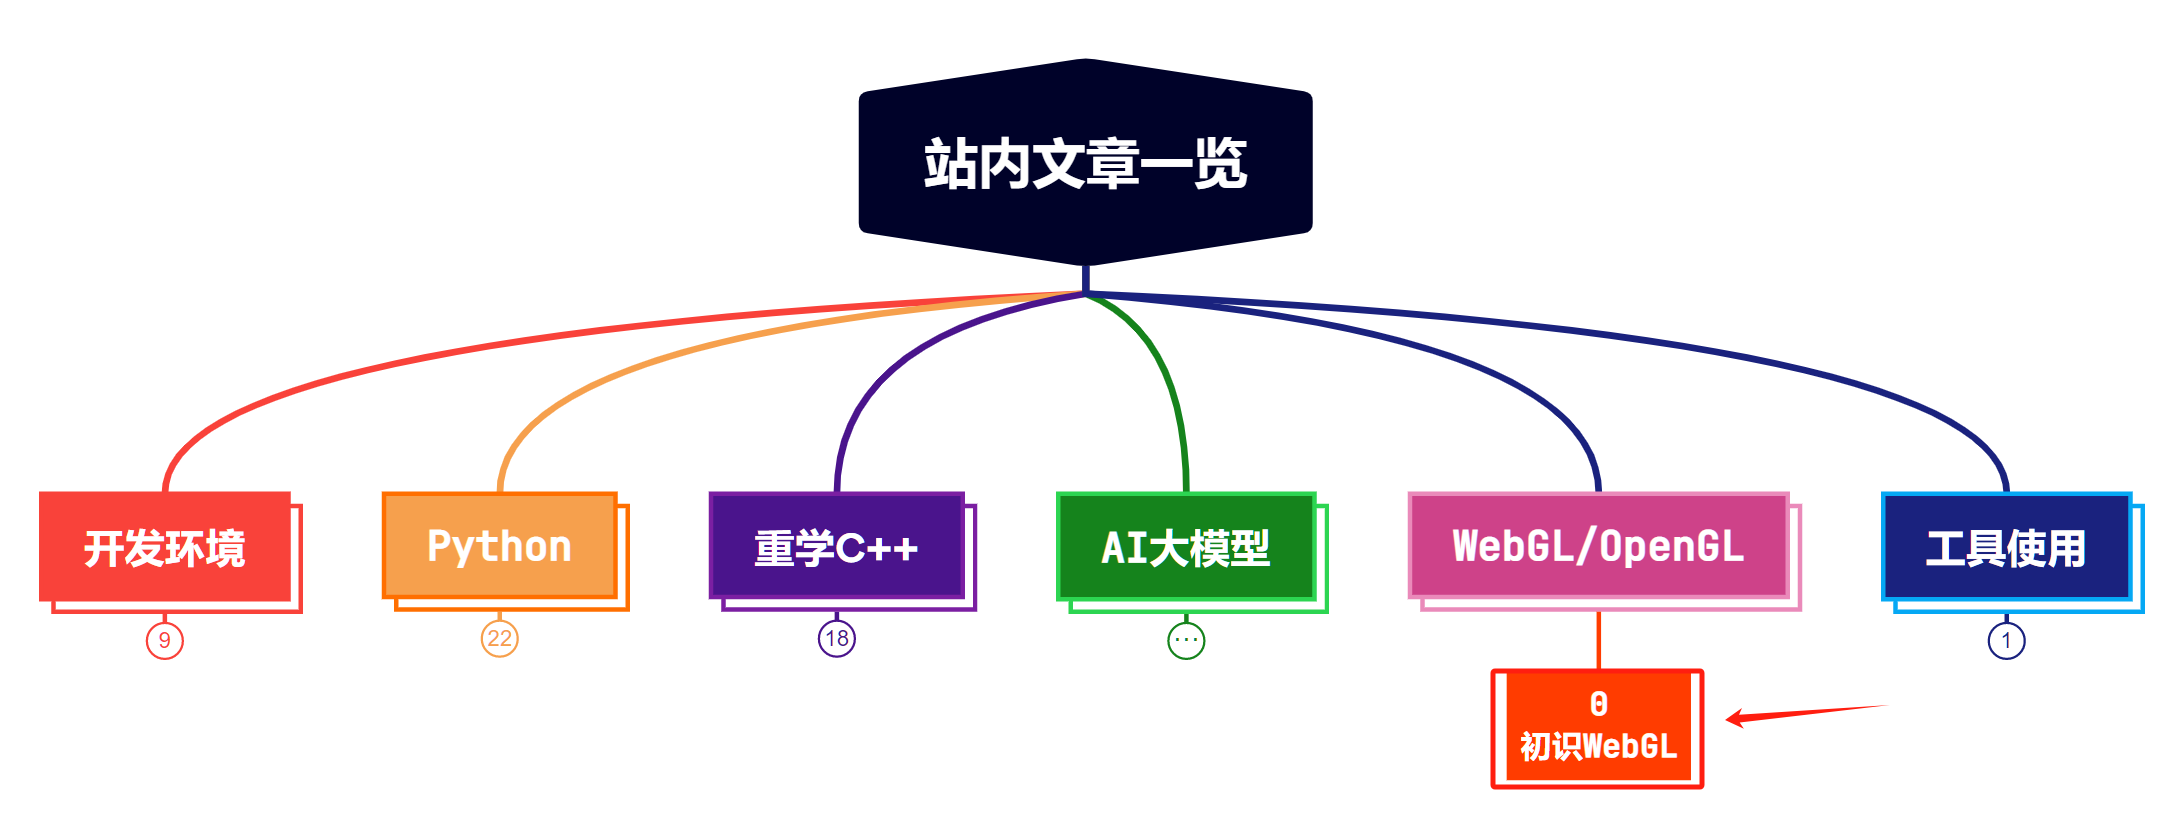 站内文章一览
开发环境
Python
重学C++
AI大模型
WebGL/OpenGL
工具使用
9
22
18
···
1
0
初识WebGL